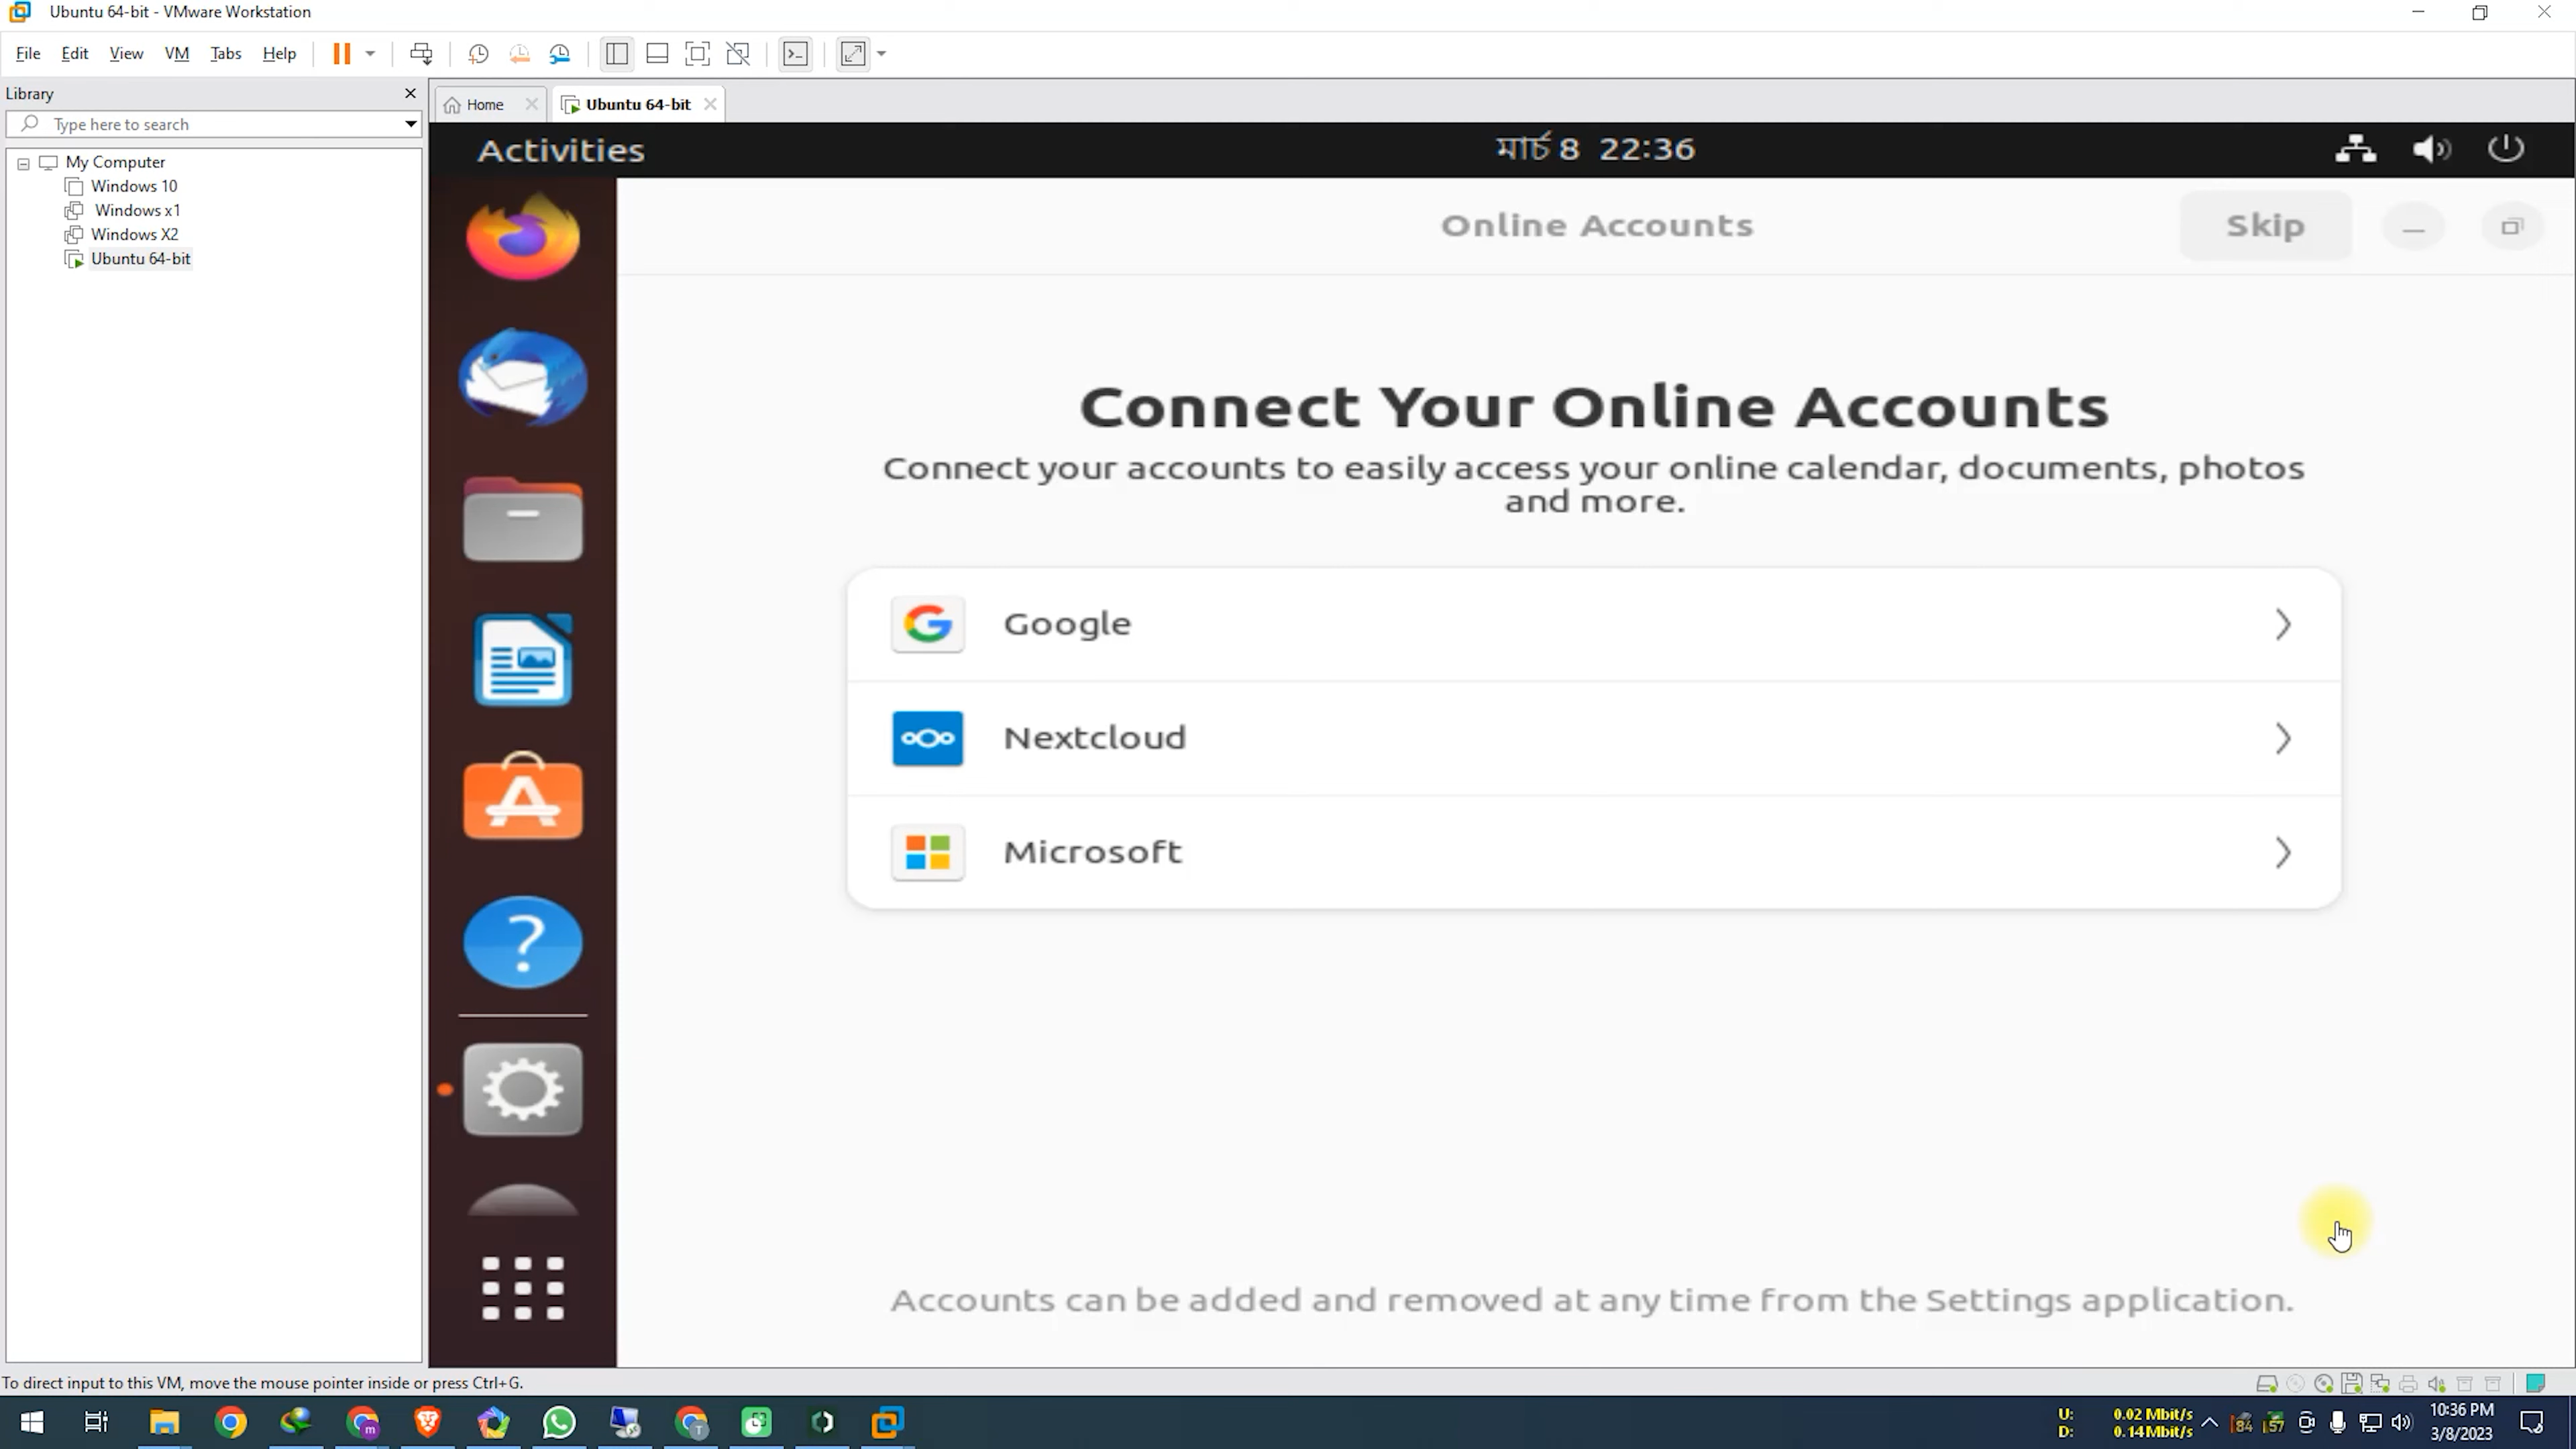 Ubuntu 64-bit - VMware Workstation
File Edit View VM Tabs Help
Library
Type here to search
My Computer
Windows 10
Windows x1
Windows X2
Ubuntu 64-bit
Home Ubuntu 64-bit
Activities মার্চ 8 22:36
Online Accounts Skip
Connect Your Online Accounts
Connect your accounts to easily access your online calendar, documents, photos
and more.
Google
Nextcloud
Microsoft
Accounts can be added and removed at any time from the Settings application.
To direct input to this VM, move the mouse pointer inside or press Ctrl+G.
U: 0.02 Mbit/s
D: 0.14 Mbit/s
84 57
10:36 PM
3/8/2023